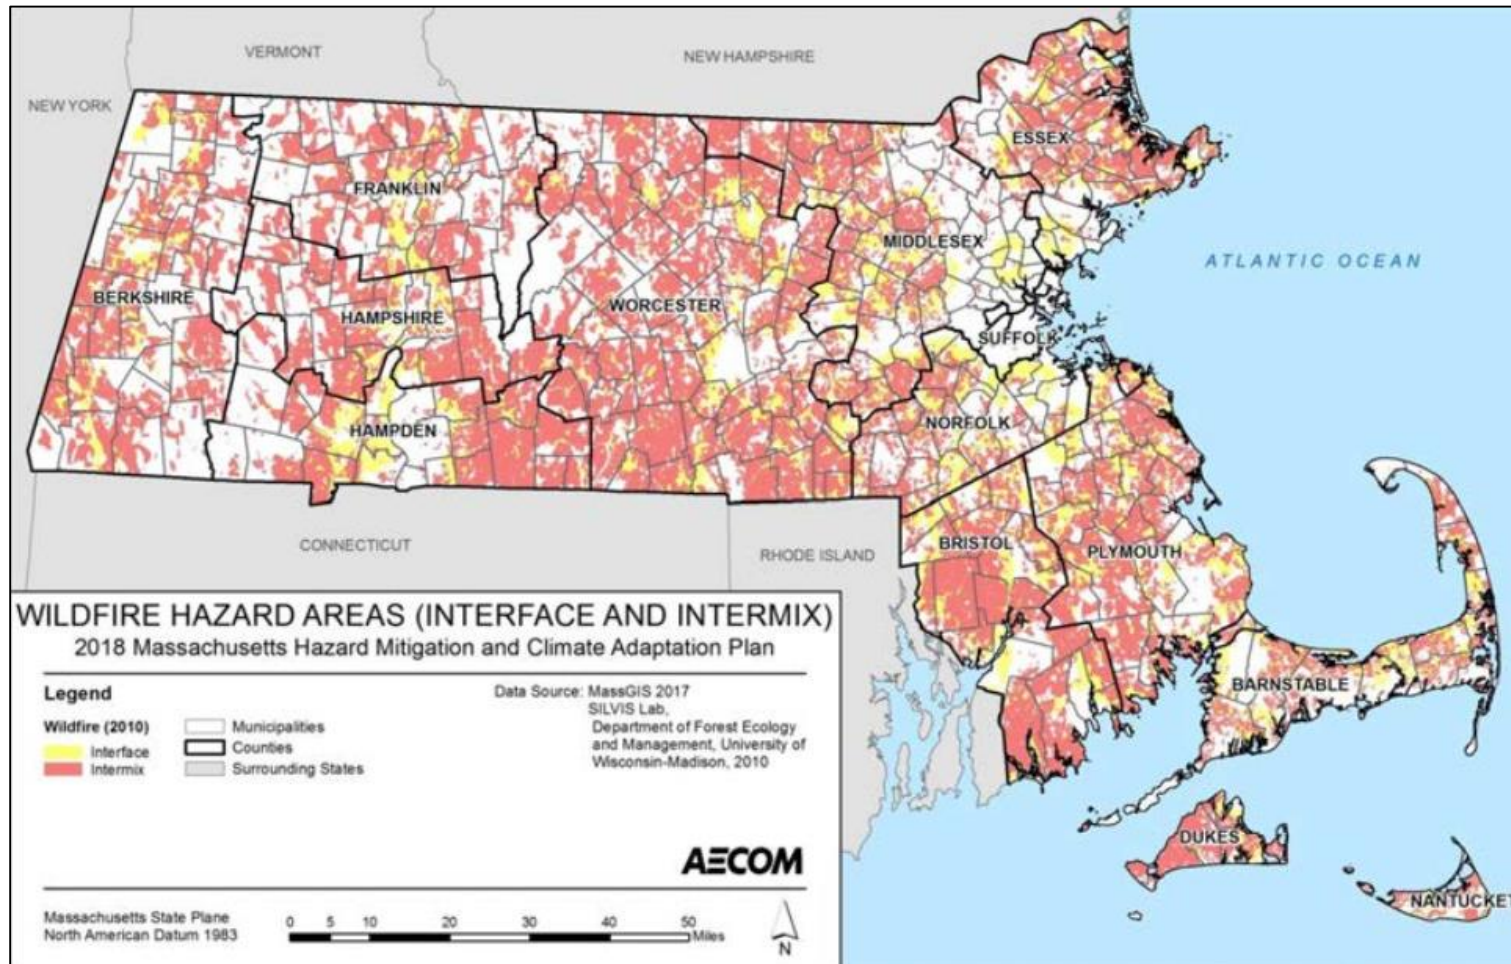 VERMONT
NEW HAMPSHIRE
NEW YORK
ESSEX
FRANKLIN
MIDDLESEX
ATLANTIC OCEAN
BERKSHIRE
WORCESTER
HAMPSHIRE
SUFFOLK
NORFOLK
HAMPDEN
CONNECTICUT
RHODE ISLAND
BRISTOL
PLYMOUTH
BARNSTABLE
DUKES
NANTUCKET
WILDFIRE HAZARD AREAS (INTERFACE AND INTERMIX)
2018 Massachusetts Hazard Mitigation and Climate Adaptation Plan
Legend
Wildfire (2010)
Interface
Intermix
Municipalities
Counties
Surrounding States
Data Source: MassGIS 2017
SILVIS Lab,
Department of Forest Ecology
and Management, University of
Wisconsin-Madison, 2010
AECOM
Massachusetts State Plane
North American Datum 1983
0 5 10 20 30 40 50
Miles
N